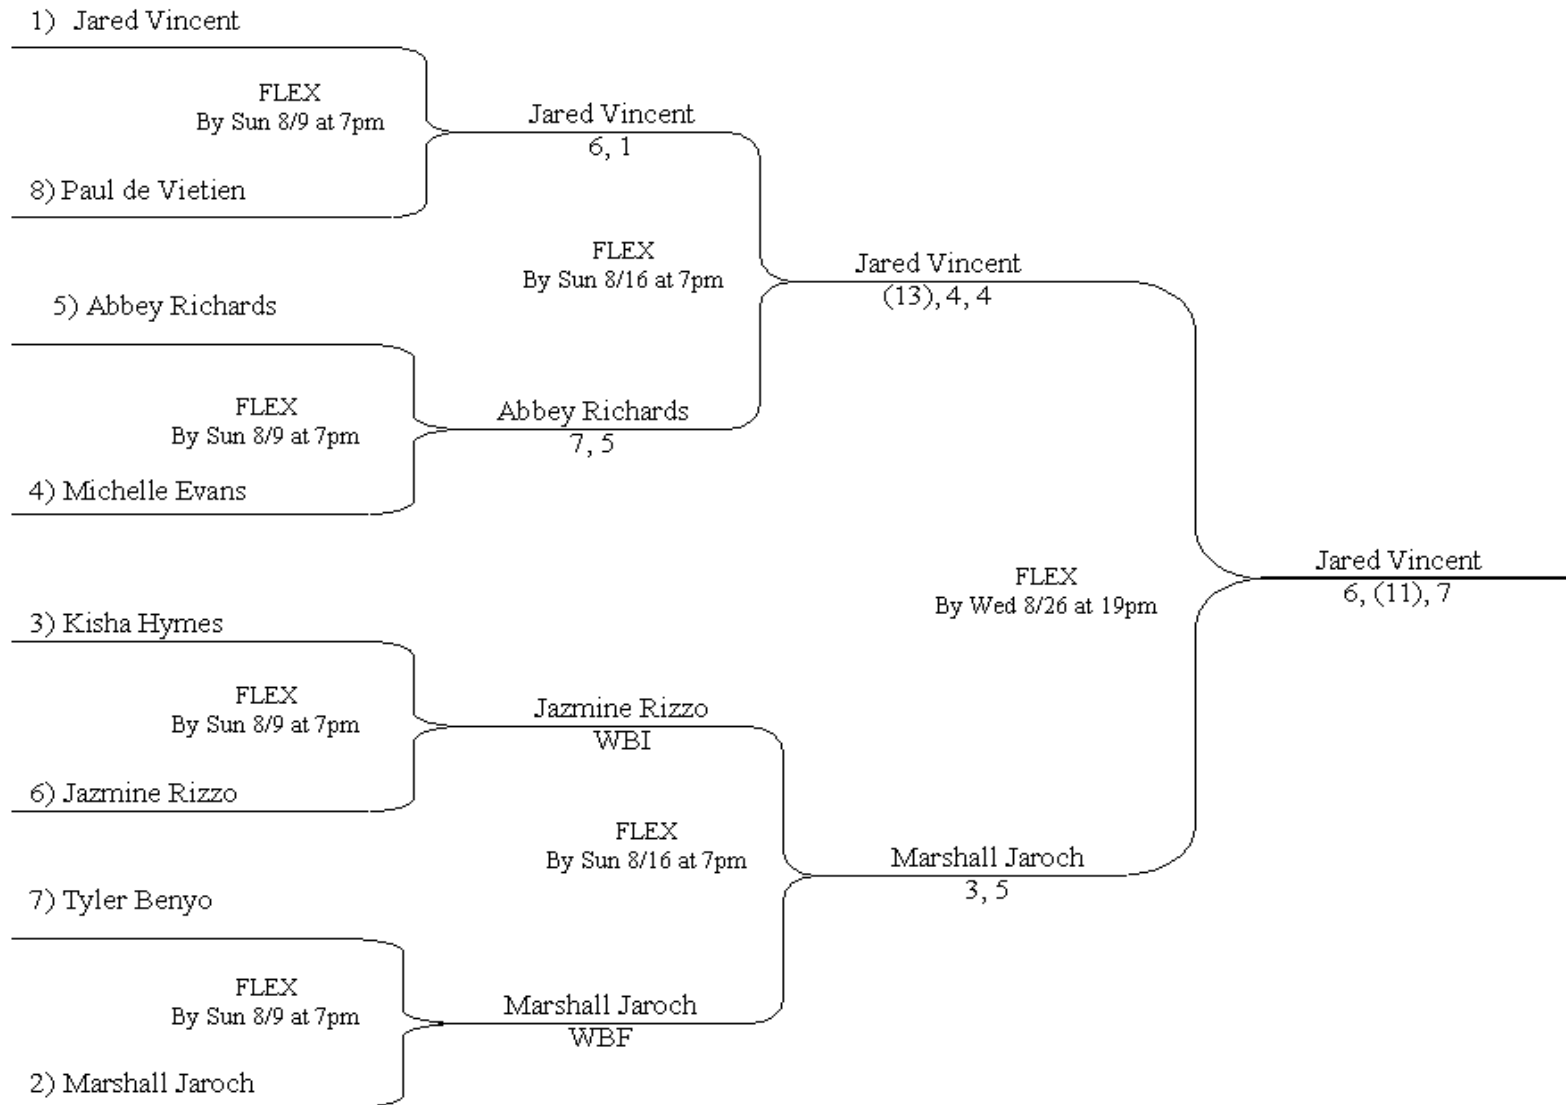 1) Jared Vincent
FLEX
By Sun 8/9 at 7pm
8) Paul de Vietien
Jared Vincent
6, 1
FLEX
By Sun 8/16 at 7pm
5) Abbey Richards
FLEX
By Sun 8/9 at 7pm
4) Michelle Evans
Abbey Richards
7, 5
Jared Vincent
(13), 4, 4
3) Kisha Hymes
FLEX
By Sun 8/9 at 7pm
6) Jazmine Rizzo
Jazmine Rizzo
WBI
FLEX
By Sun 8/16 at 7pm
7) Tyler Benyo
FLEX
By Sun 8/9 at 7pm
2) Marshall Jaroch
Marshall Jaroch
WBF
Marshall Jaroch
3, 5
FLEX
By Wed 8/26 at 19pm
Jared Vincent
6, (11), 7